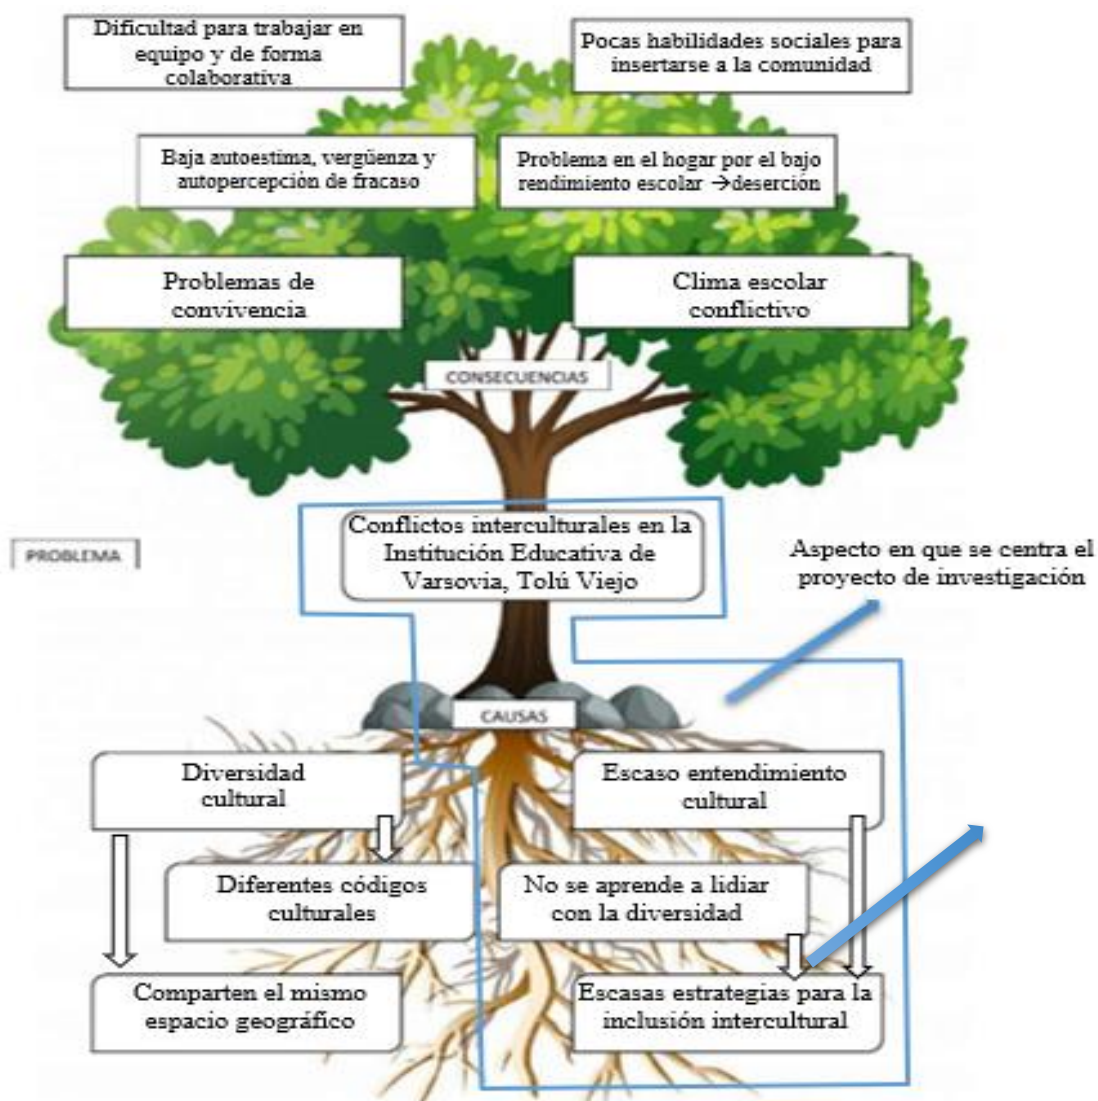 Dificultad para trabajar en
equipo y de forma
colaborativa
Pocas habilidades sociales para
insertarse a la comunidad
Baja autoestima, vergüenza y
autopercepción de fracaso
Problema en el hogar por el bajo
rendimiento escolar →deserción
Problemas de
convivencia
Clima escolar
conflictivo
CONSECUENCIAS
Conflictos interculturales en la
Institución Educativa de
Varsovia, Tolú Viejo
PROBLEMA
Aspecto en que se centra el
proyecto de investigación
CAUSAS
Diversidad
cultural
Escaso entendimiento
cultural
Diferentes códigos
culturales
No se aprende a lidiar
con la diversidad
Comparten el mismo
espacio geográfico
Escasas estrategias para la
inclusión intercultural